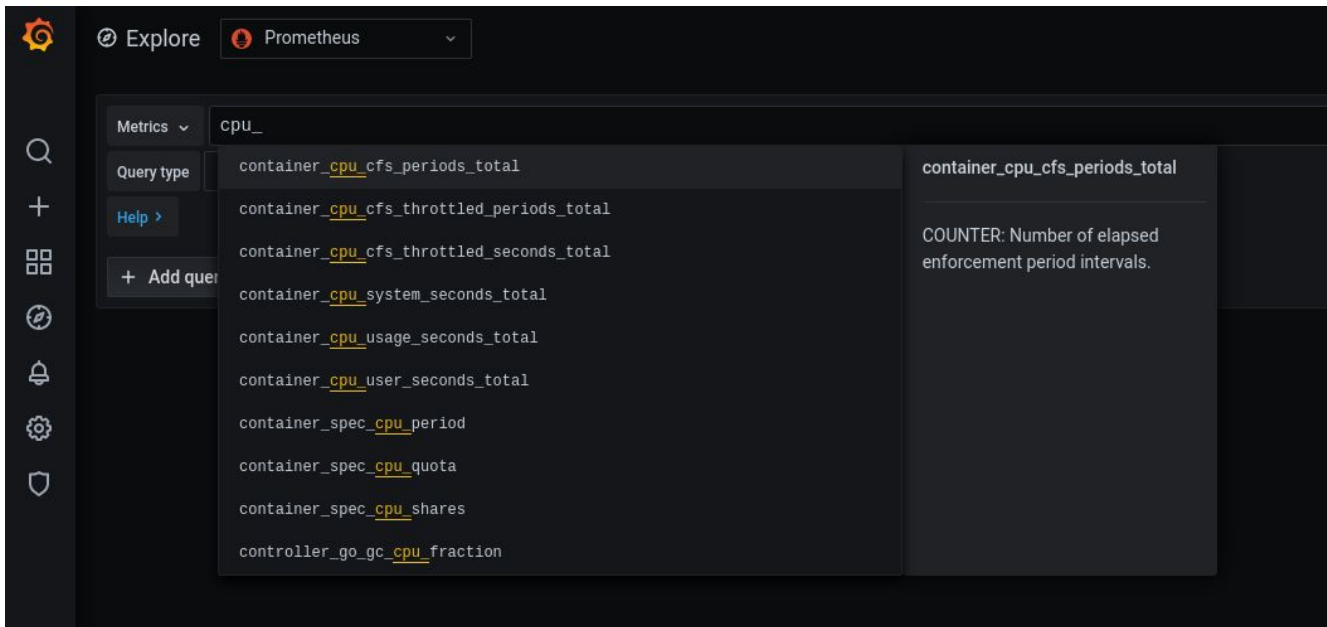 Explore
Prometheus
Metrics
cpu_
Query type
Help >
+ Add quer
container_cpu_cfs_periods_total
container_cpu_cfs_throttled_periods_total
container_cpu_cfs_throttled_seconds_total
container_cpu_system_seconds_total
container_cpu_usage_seconds_total
container_cpu_user_seconds_total
container_spec_cpu_period
container_spec_cpu_quota
container_spec_cpu_shares
controller_go_gc_cpu_fraction
container_cpu_cfs_periods_total
COUNTER: Number of elapsed
enforcement period intervals.